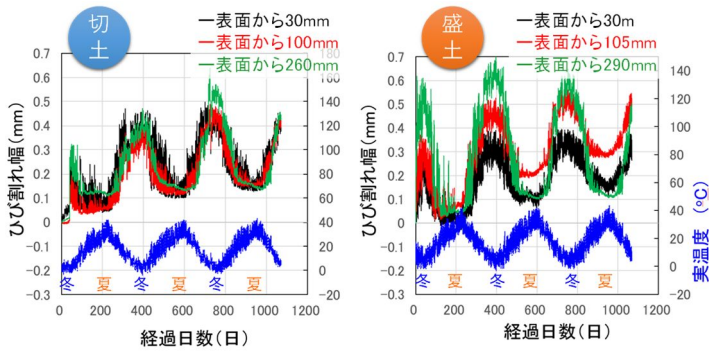 切土
表面から30mm
表面から100mm
表面から260mm
ひび割れ幅(mm)
0.7
0.6
0.5
0.4
0.3
0.2
0.1
0
-0.1
-0.2
-0.3
180
160
140
120
100
80
60
40
20
0
-20
冬 夏 冬 夏 冬 夏
0 200 400 600 800 1000 1200
経過日数(日)
盛土
表面から30m
表面から105mm
表面から290mm
ひび割れ幅(mm)
0.7
0.6
0.5
0.4
0.3
0.2
0.1
0
-0.1
-0.2
-0.3
140
120
100
80
60
40
20
0
-20
実温度 (℃)
冬 夏 冬 夏 冬 夏
0 200 400 600 800 1000 1200
経過日数(日)